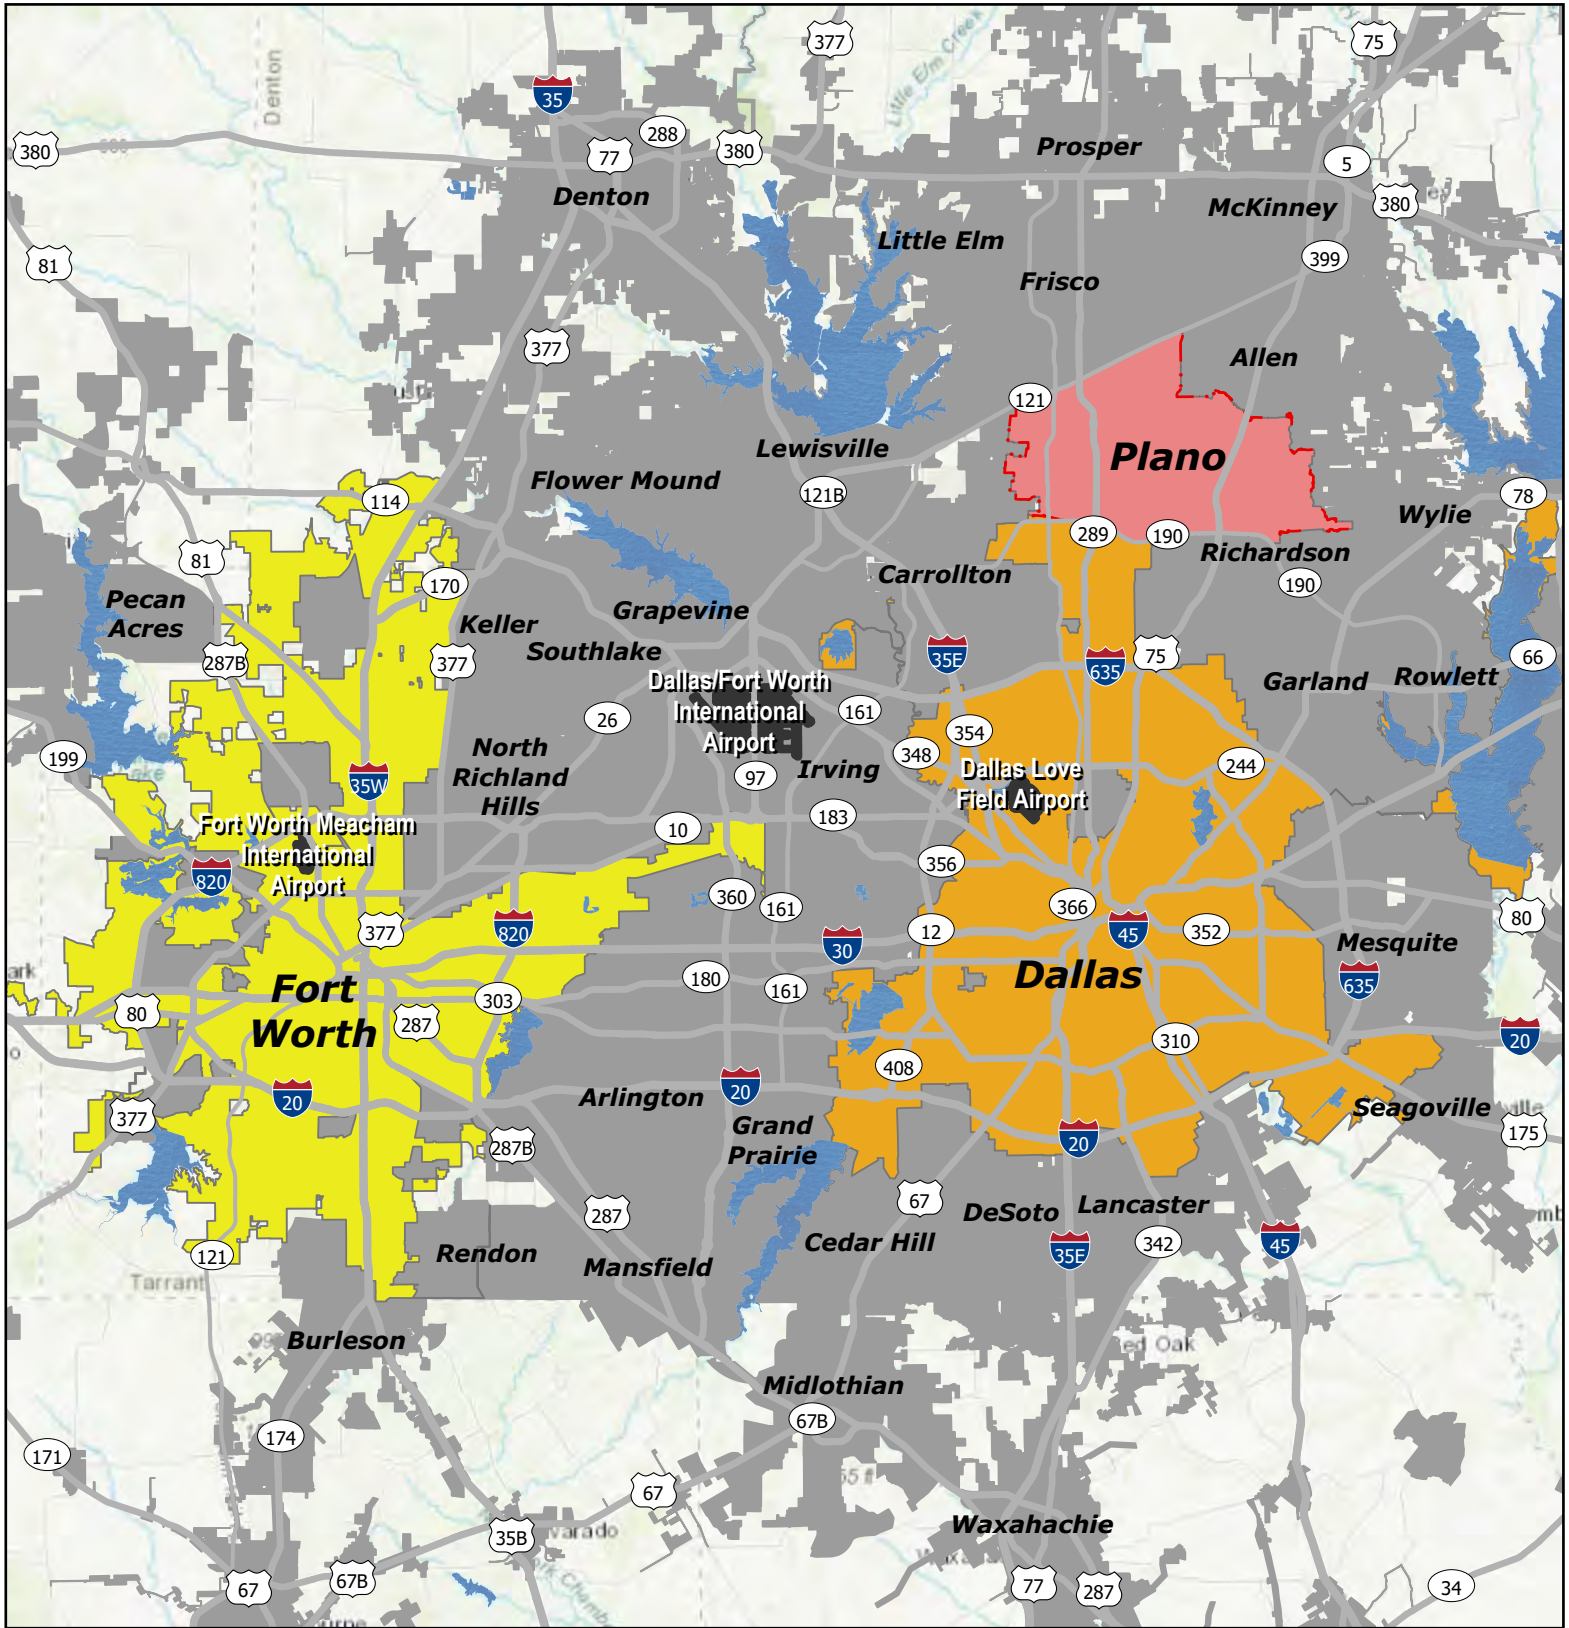 377
75
35
Denton
Little Elm Creek
380
288
77
380
Prosper
5
Denton
McKinney
380
81
Little Elm
399
Frisco
377
Allen
121
Plano
Lewisville
Flower Mound
121B
78
114
Wylie
81
289
190
Richardson
170
Carrollton
190
Pecan
Acres
Grapevine
Keller
Southlake
287B
377
35E
635
75
66
Dallas/Fort Worth
International
Airport
Garland
Rowlett
26
161
354
199
North
Richland
Hills
35W
97
Irving
348
Dallas Love
Field Airport
244
Fort Worth Meacham
International
Airport
10
183
820
356
360
161
366
377
820
30
12
45
352
80
Mesquite
Fort
Worth
180
161
Dallas
635
303
80
287
310
20
408
20
Arlington
20
377
Grand
Prairie
287B
20
Seagoville
175
67
287
DeSoto
Lancaster
121
Rendon
Mansfield
Cedar Hill
35E
342
45
Tarrant
Burleson
Midlothian
67B
174
171
67
35B
Waxahachie
67
67B
77
287
34